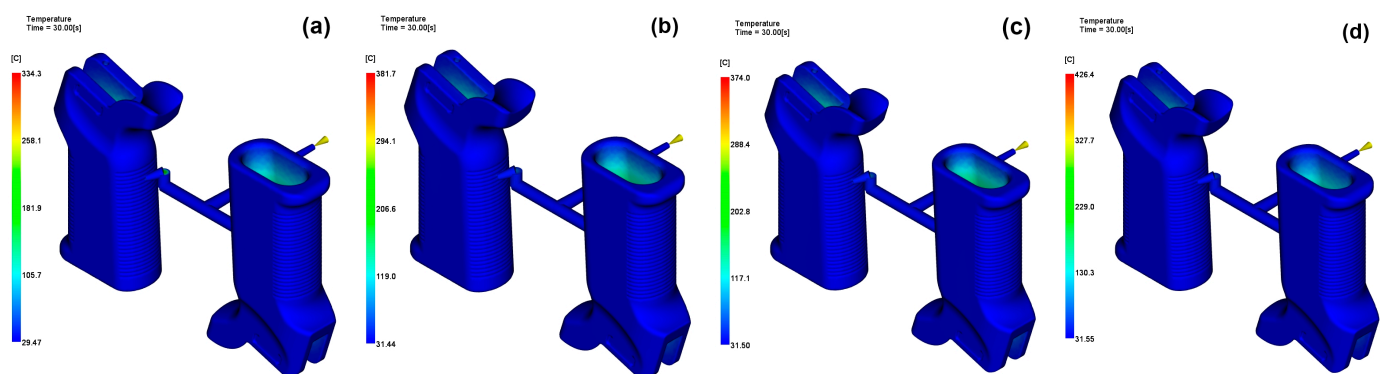 Temperature
Time = 30.00[s]
(a)
[C]
334.3
258.1
181.9
105.7
29.47
Temperature
Time = 30.00[s]
(b)
[C]
381.7
294.1
206.6
119.0
31.44
Temperature
Time = 30.00[s]
(c)
[C]
374.0
288.4
202.8
117.1
31.50
Temperature
Time = 30.00[s]
(d)
[C]
426.4
327.7
229.0
130.3
31.55